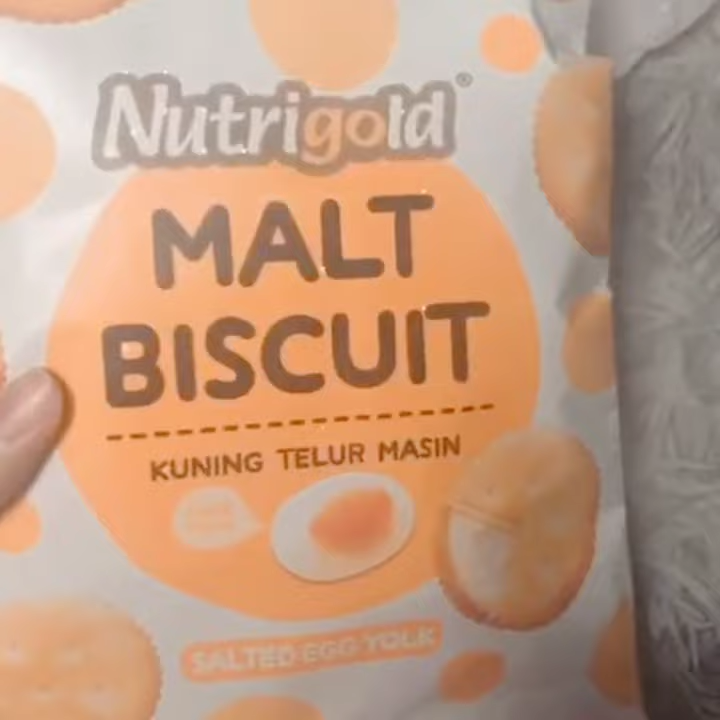 Nutrigold®
MALT
BISCUIT
KUNING TELUR MASIN
SALTED EGG YOLK